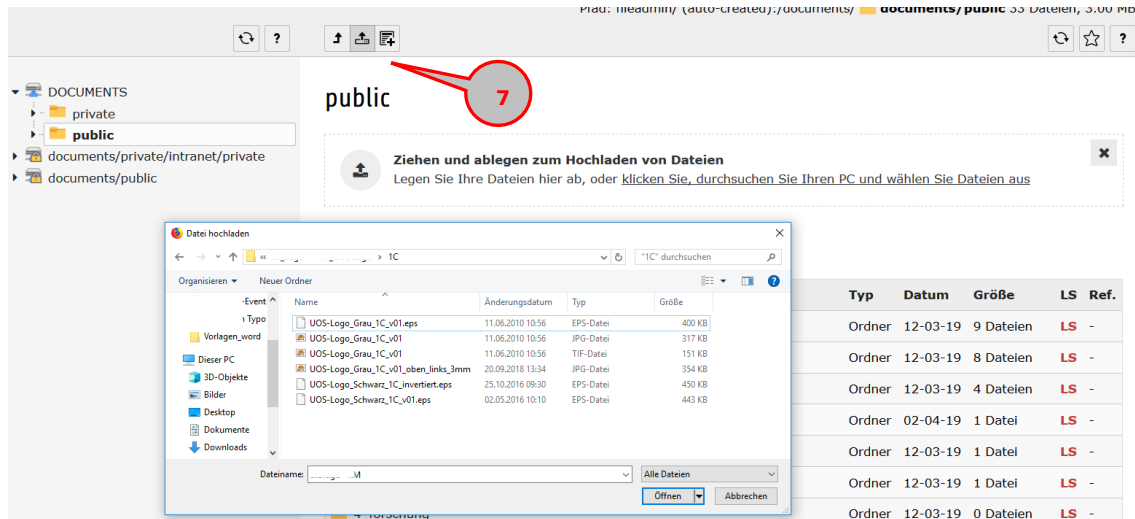 Pfad: fileadmin/ (auto-created):/documents/ documents/public 33 Dateien, 3.00 MB
?
?
7
DOCUMENTS
private
public
documents/private/intranet/private
documents/public
public
Ziehen und ablegen zum Hochladen von Dateien
Legen Sie Ihre Dateien hier ab, oder klicken Sie, durchsuchen Sie Ihren PC und wählen Sie Dateien aus
Datei hochladen
« › 1C
"1C" durchsuchen
Organisieren Neuer Ordner
-Event
Typo
Vorlagen_word
Dieser PC
3D-Objekte
Bilder
Desktop
Dokumente
Downloads
Name Änderungsdatum Typ Größe
UOS-Logo_Grau_1C_v01.eps 11.06.2010 10:56 EPS-Datei 400 KB
UOS-Logo_Grau_1C_v01 11.06.2010 10:56 JPG-Datei 317 KB
UOS-Logo_Grau_1C_v01 11.06.2010 10:56 TIF-Datei 151 KB
UOS-Logo_Grau_1C_v01_oben_links_3mm 20.09.2018 13:34 JPG-Datei 354 KB
UOS-Logo_Schwarz_1C_invertiert.eps 25.10.2016 09:30 EPS-Datei 450 KB
UOS-Logo_Schwarz_1C_v01.eps 02.05.2016 10:10 EPS-Datei 443 KB
Dateiname:
Alle Dateien
Öffnen Abbrechen
Typ Datum Größe LS Ref.
Ordner 12-03-19 9 Dateien LS -
Ordner 12-03-19 8 Dateien LS -
Ordner 12-03-19 4 Dateien LS -
Ordner 02-04-19 1 Datei LS -
Ordner 12-03-19 1 Datei LS -
Ordner 12-03-19 1 Datei LS -
Ordner 12-03-19 0 Dateien LS -